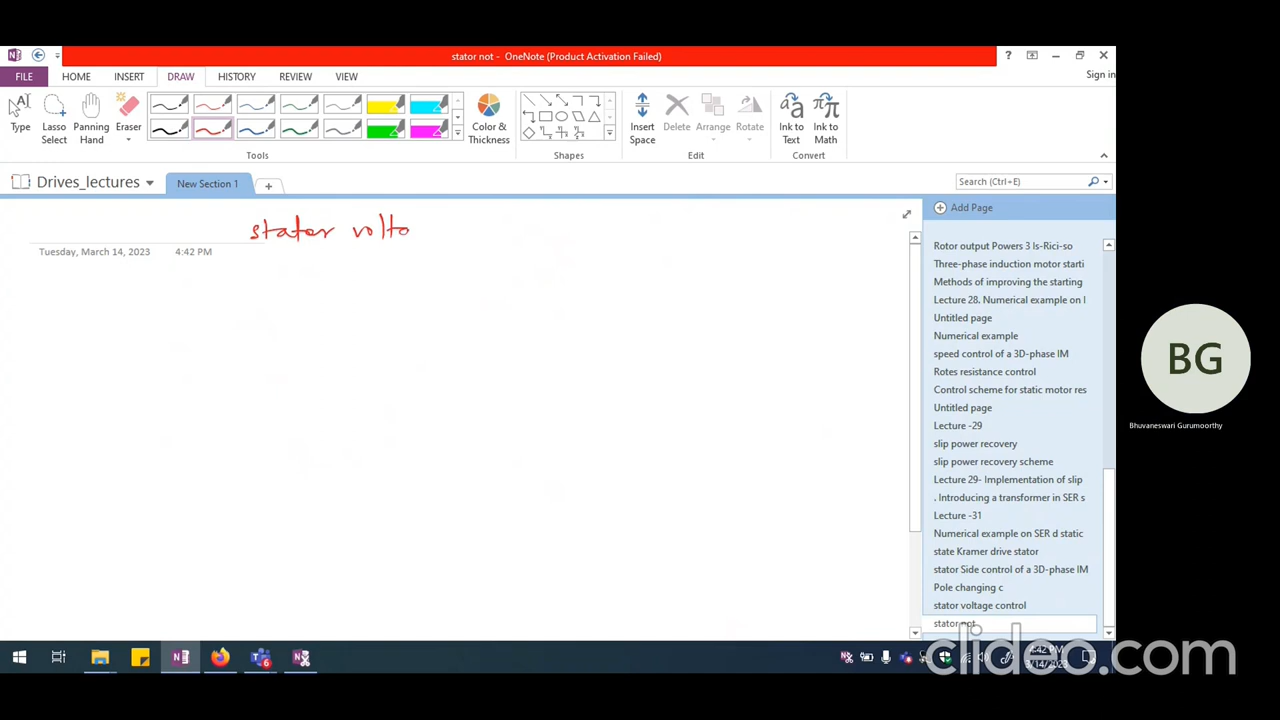 stator not - OneNote (Product Activation Failed)
?
FILE HOME INSERT DRAW HISTORY REVIEW VIEW
Sign in
Type
Lasso Select
Panning Hand
Eraser
Color & Thickness
Insert Space
Delete
Arrange
Rotate
Ink to Text
Ink to Math
Tools
Shapes
Edit
Convert
Drives_lectures
New Section 1
Search (Ctrl+E)
stator volta
Tuesday, March 14, 2023 4:42 PM
Add Page
Rotor output Powers 3 Is-Rici-so
Three-phase induction motor starti
Methods of improving the starting
Lecture 28. Numerical example on I
Untitled page
Numerical example
speed control of a 3D-phase IM
Rotes resistance control
Control scheme for static motor res
Untitled page
Lecture -29
slip power recovery
slip power recovery scheme
Lecture 29- Implementation of slip
. Introducing a transformer in SER s
Lecture -31
Numerical example on SER d static
state Kramer drive stator
stator Side control of a 3D-phase IM
Pole changing c
stator voltage control
stator not
BG
Bhuvaneswari Gurumoorthy
4:42 PM
3/14/2023
clideo.com